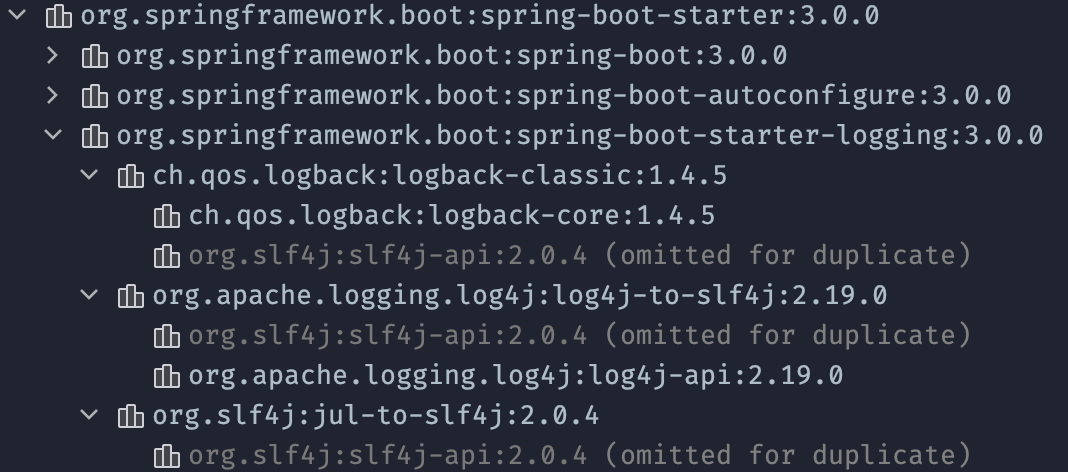 org.springframework.boot:spring-boot-starter:3.0.0
org.springframework.boot:spring-boot:3.0.0
org.springframework.boot:spring-boot-autoconfigure:3.0.0
org.springframework.boot:spring-boot-starter-logging:3.0.0
ch.qos.logback:logback-classic:1.4.5
ch.qos.logback:logback-core:1.4.5
org.slf4j:slf4j-api:2.0.4 (omitted for duplicate)
org.apache.logging.log4j:log4j-to-slf4j:2.19.0
org.slf4j:slf4j-api:2.0.4 (omitted for duplicate)
org.apache.logging.log4j:log4j-api:2.19.0
org.slf4j:jul-to-slf4j:2.0.4
org.slf4j:slf4j-api:2.0.4 (omitted for duplicate)